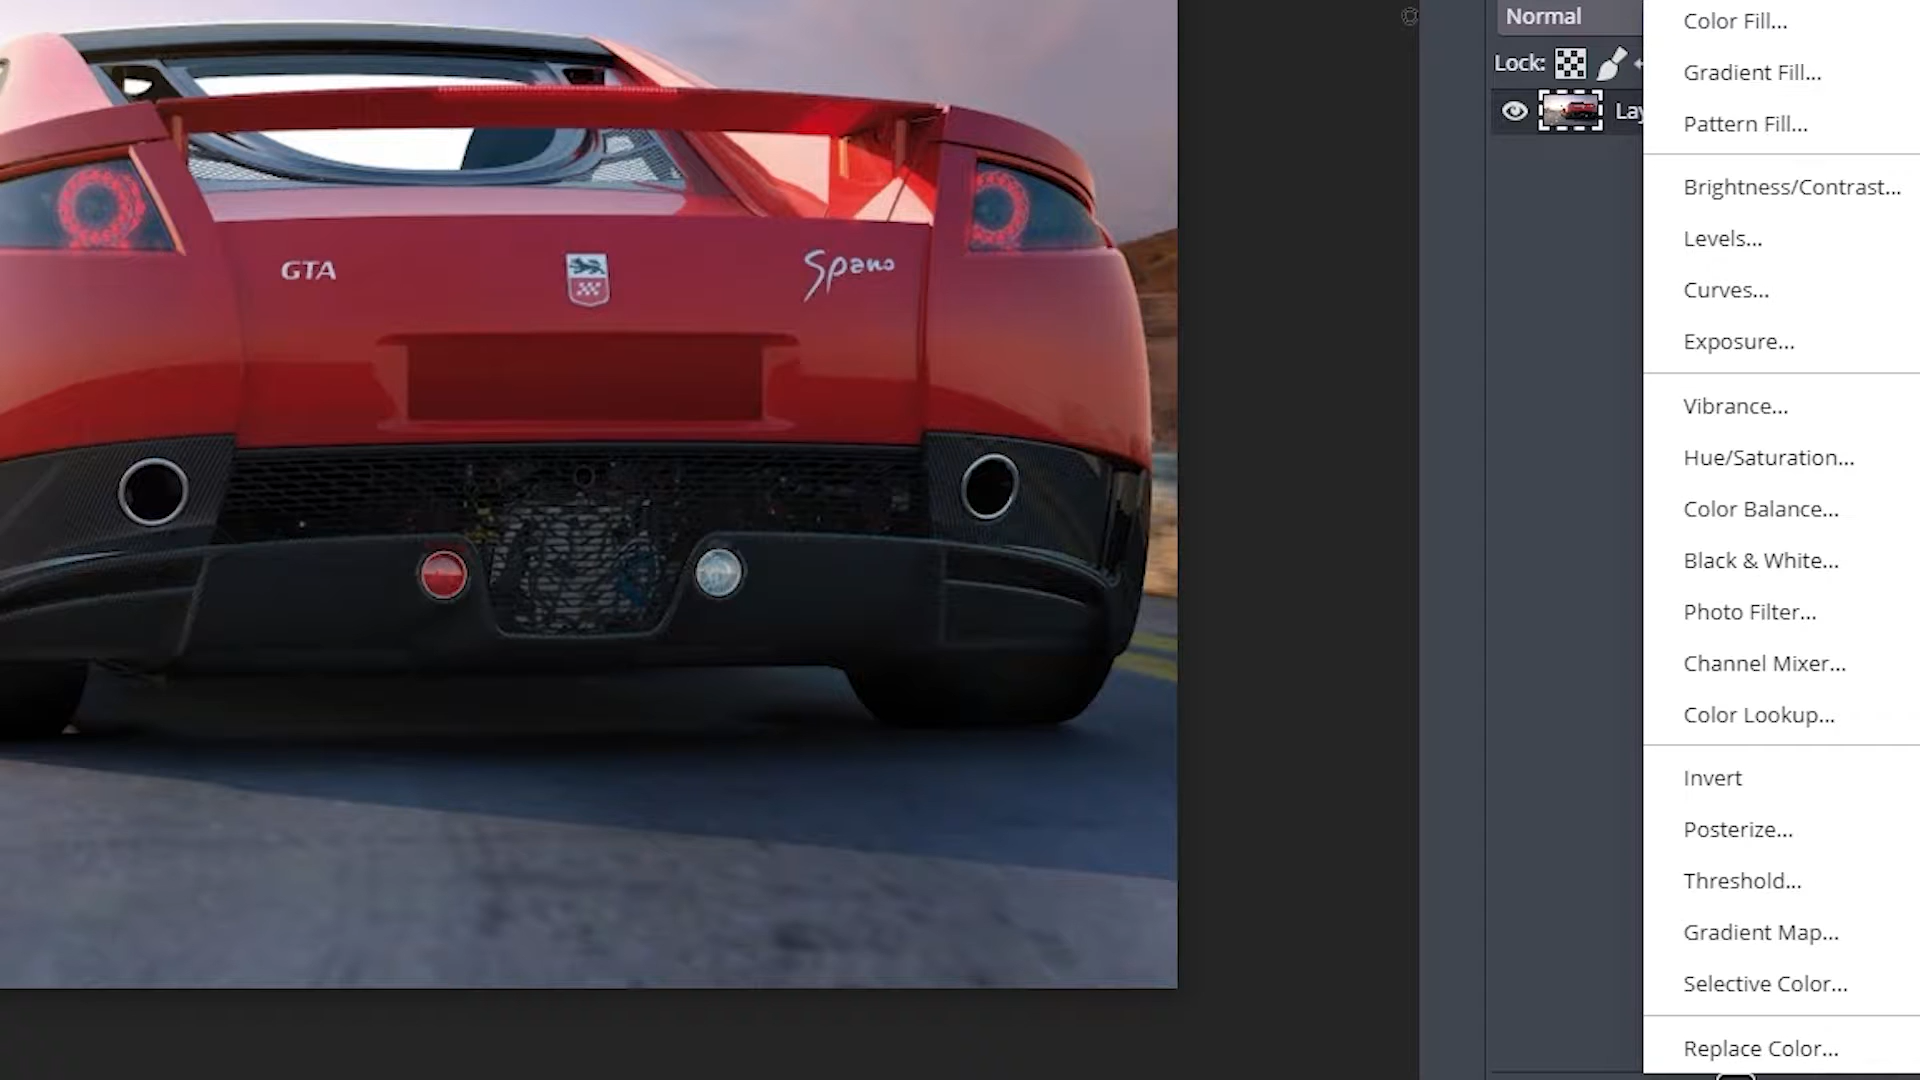 Normal
Lock:
Lay
Color Fill...
Gradient Fill...
Pattern Fill...
Brightness/Contrast...
Levels...
Curves...
Exposure...
Vibrance...
Hue/Saturation...
Color Balance...
Black & White...
Photo Filter...
Channel Mixer...
Color Lookup...
Invert
Posterize...
Threshold...
Gradient Map...
Selective Color...
Replace Color...
GTA
Spano